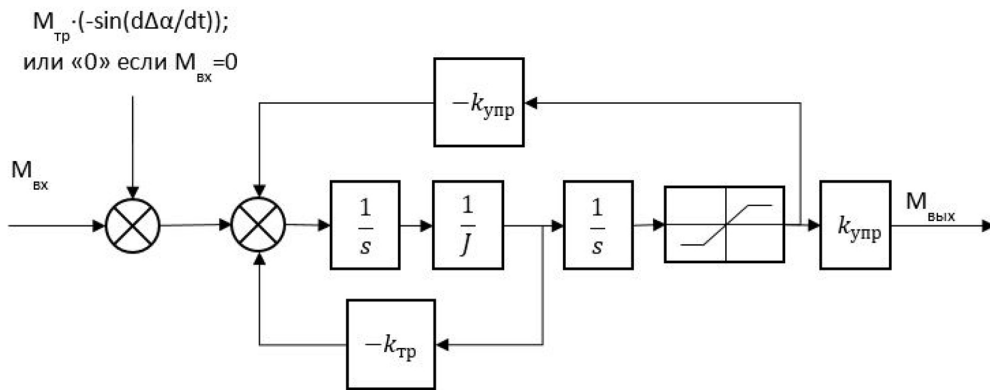 Mтр·(-sin(dΔα/dt));
или «0» если Mвх=0
−kупр
Mвх
1/s
1/J
1/s
kупр
Mвых
−kтр